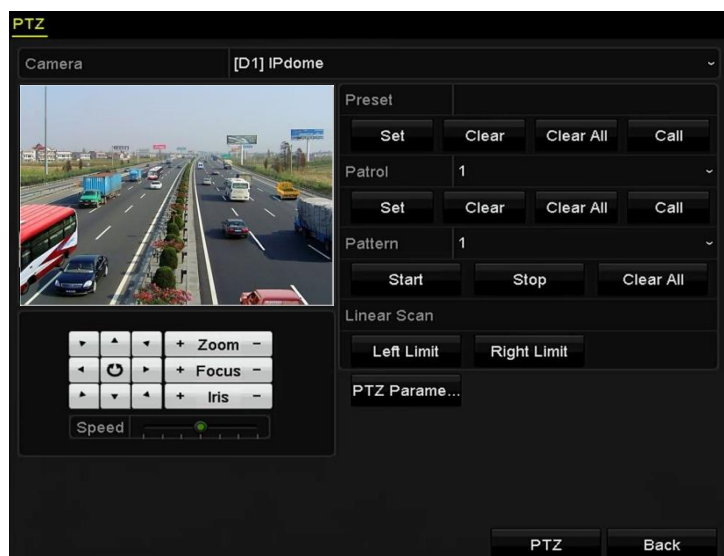 PTZ
Camera [D1] IPdome
Preset
Set Clear Clear All Call
Patrol 1
Set Clear Clear All Call
Pattern 1
Start Stop Clear All
Linear Scan
Left Limit Right Limit
PTZ Parame...
+ Zoom -
+ Focus -
+ Iris -
Speed
PTZ Back